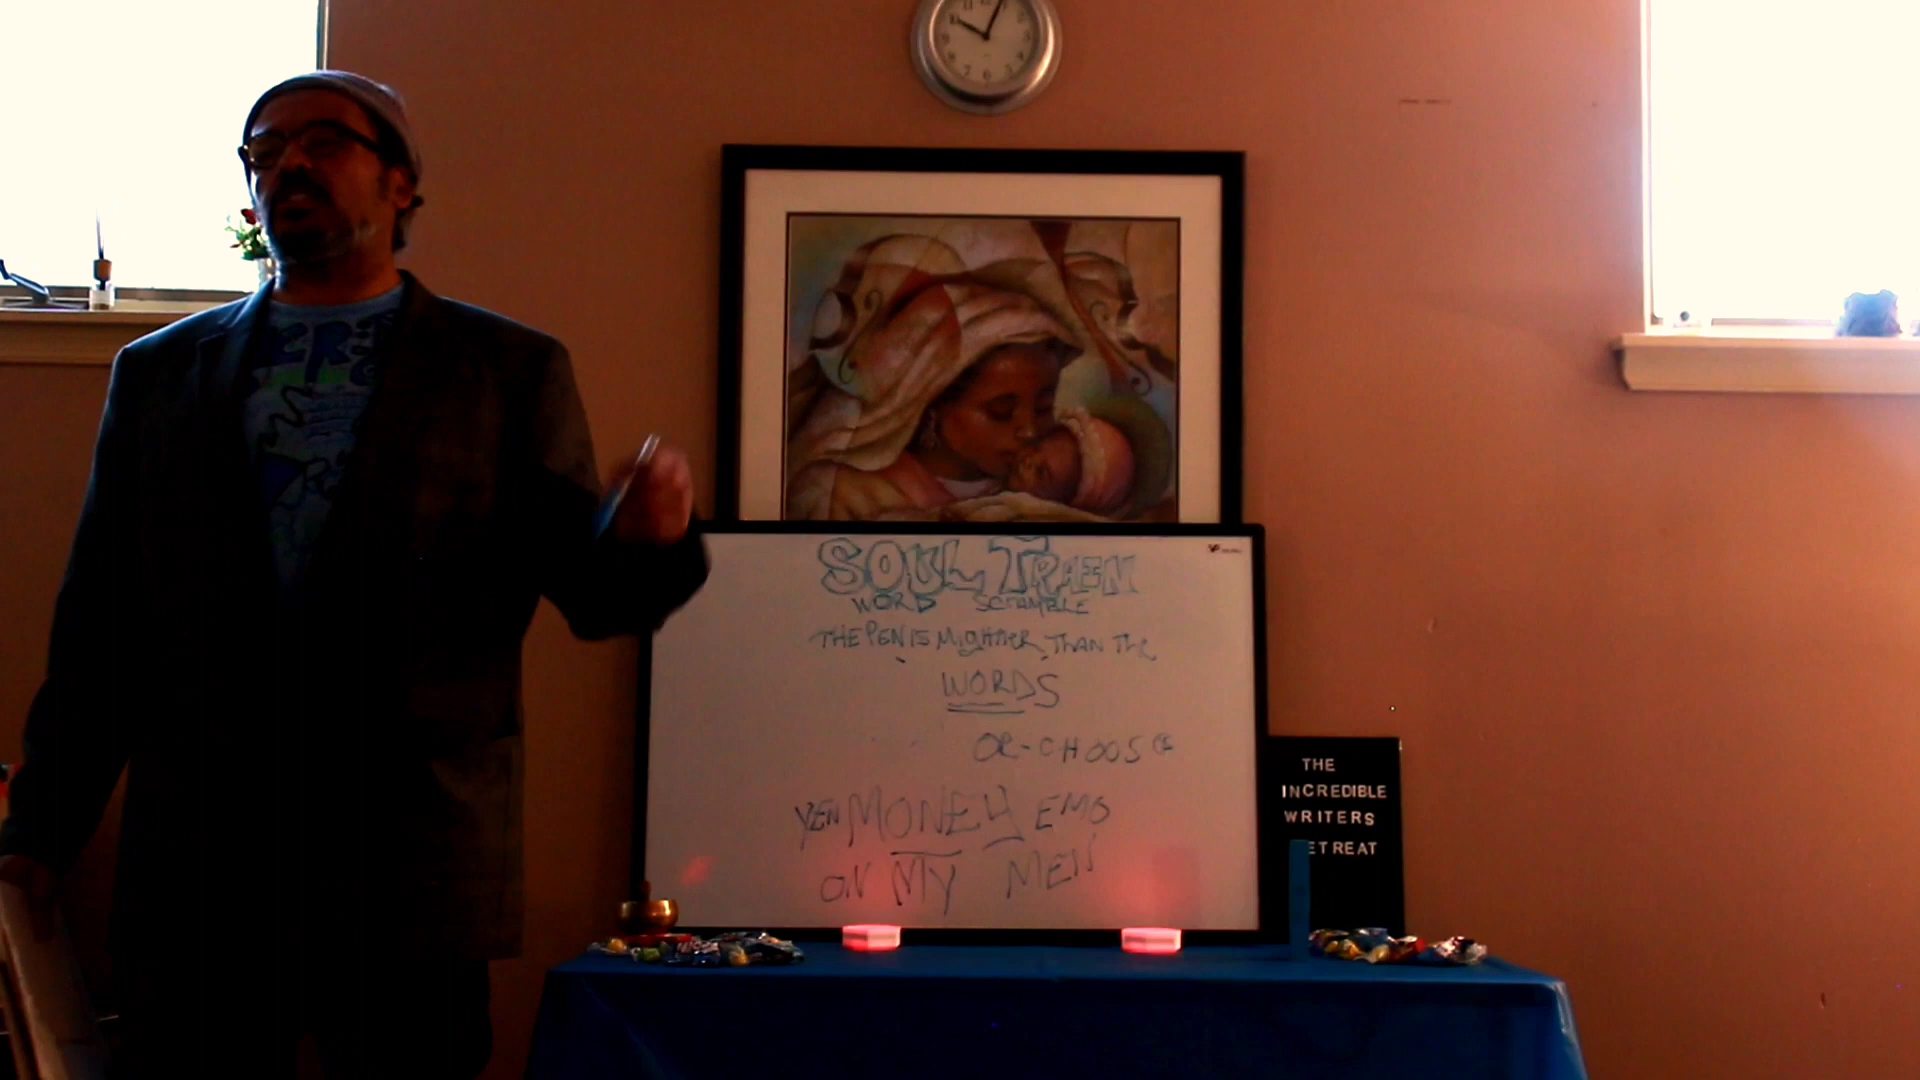 SOUL TRAIN
WORD SCRAMBLE
THE PEN IS MIGHTIER THAN THE
WORDS
OR-CHOOSE
YEN MONEY EMO
ON MY MEN
THE
INCREDIBLE
WRITERS
ETREAT